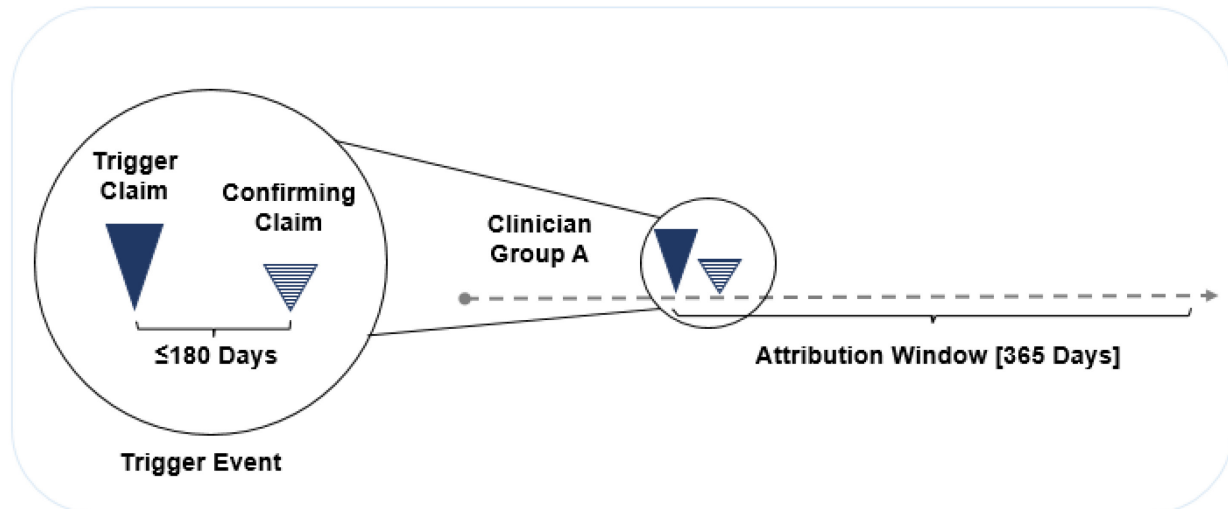 Trigger
Claim
Confirming
Claim
≤180 Days
Trigger Event
Clinician
Group A
Attribution Window [365 Days]